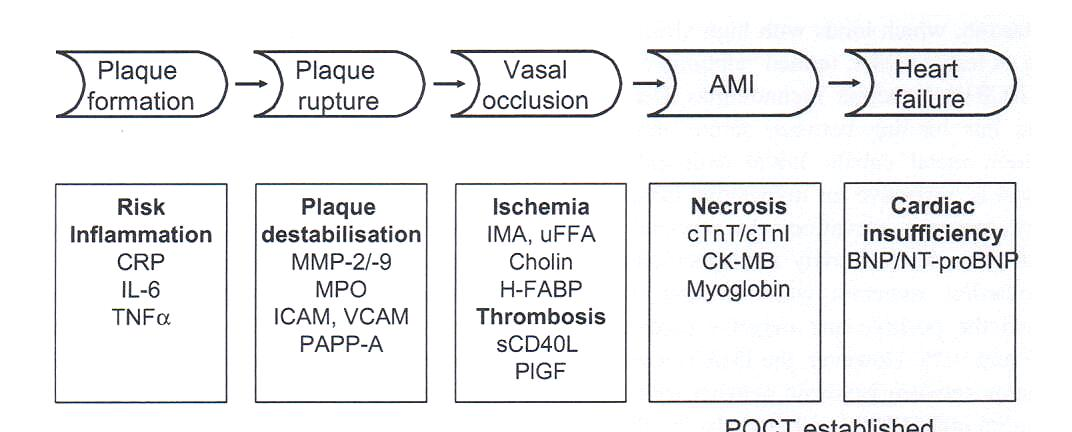 Plaque
formation
Plaque
rupture
Vasal
occlusion
AMI
Heart
failure
Risk
Inflammation
CRP
IL-6
TNFα
Plaque
destabilisation
MMP-2/-9
MPO
ICAM, VCAM
PAPP-A
Ischemia
IMA, uFFA
Cholin
H-FABP
Thrombosis
sCD40L
PlGF
Necrosis
cTnT/cTnI
CK-MB
Myoglobin
Cardiac
insufficiency
BNP/NT-proBNP
POCT established